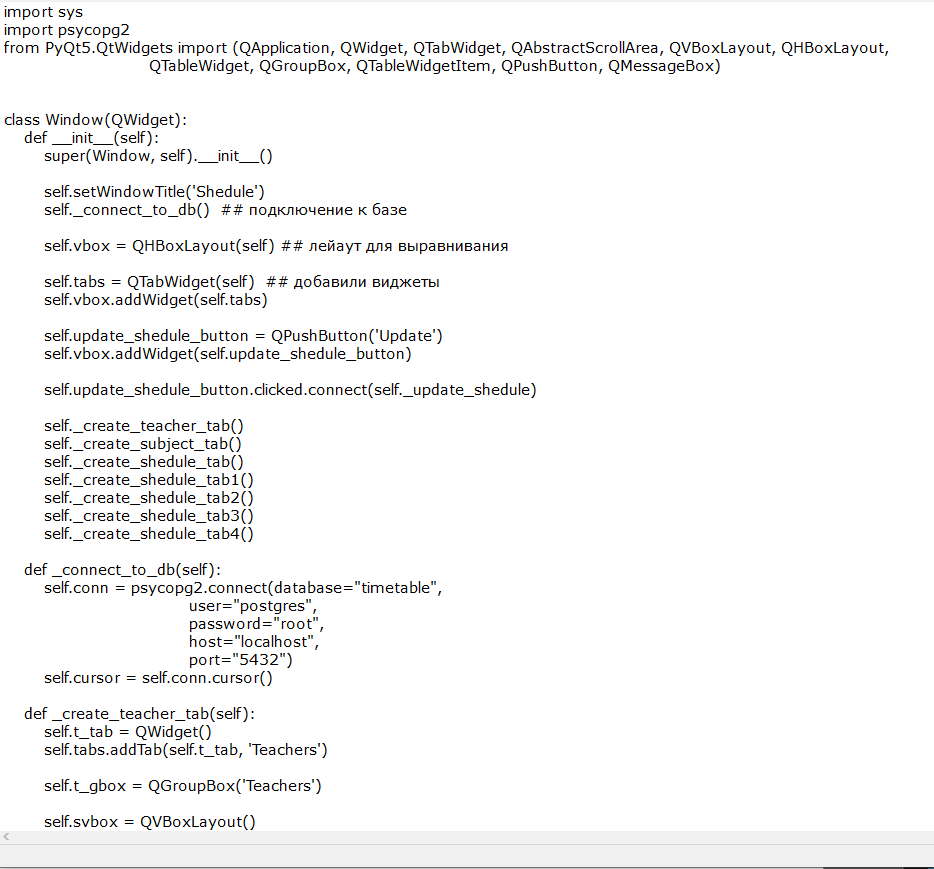 import sys
import psycopg2
from PyQt5.QtWidgets import (QApplication, QWidget, QTabWidget, QAbstractScrollArea, QVBoxLayout, QHBoxLayout,
QTableWidget, QGroupBox, QTableWidgetItem, QPushButton, QMessageBox)
class Window(QWidget):
def __init__(self):
super(Window, self).__init__()
self.setWindowTitle('Shedule')
self._connect_to_db()  ## подключение к базе
self.vbox = QHBoxLayout(self) ## лейаут для выравнивания
self.tabs = QTabWidget(self)  ## добавили виджеты
self.vbox.addWidget(self.tabs)
self.update_shedule_button = QPushButton('Update')
self.vbox.addWidget(self.update_shedule_button)
self.update_shedule_button.clicked.connect(self._update_shedule)
self._create_teacher_tab()
self._create_subject_tab()
self._create_shedule_tab()
self._create_shedule_tab1()
self._create_shedule_tab2()
self._create_shedule_tab3()
self._create_shedule_tab4()
def _connect_to_db(self):
self.conn = psycopg2.connect(database="timetable",
user="postgres",
password="root",
host="localhost",
port="5432")
self.cursor = self.conn.cursor()
def _create_teacher_tab(self):
self.t_tab = QWidget()
self.tabs.addTab(self.t_tab, 'Teachers')
self.t_gbox = QGroupBox('Teachers')
self.svbox = QVBoxLayout()